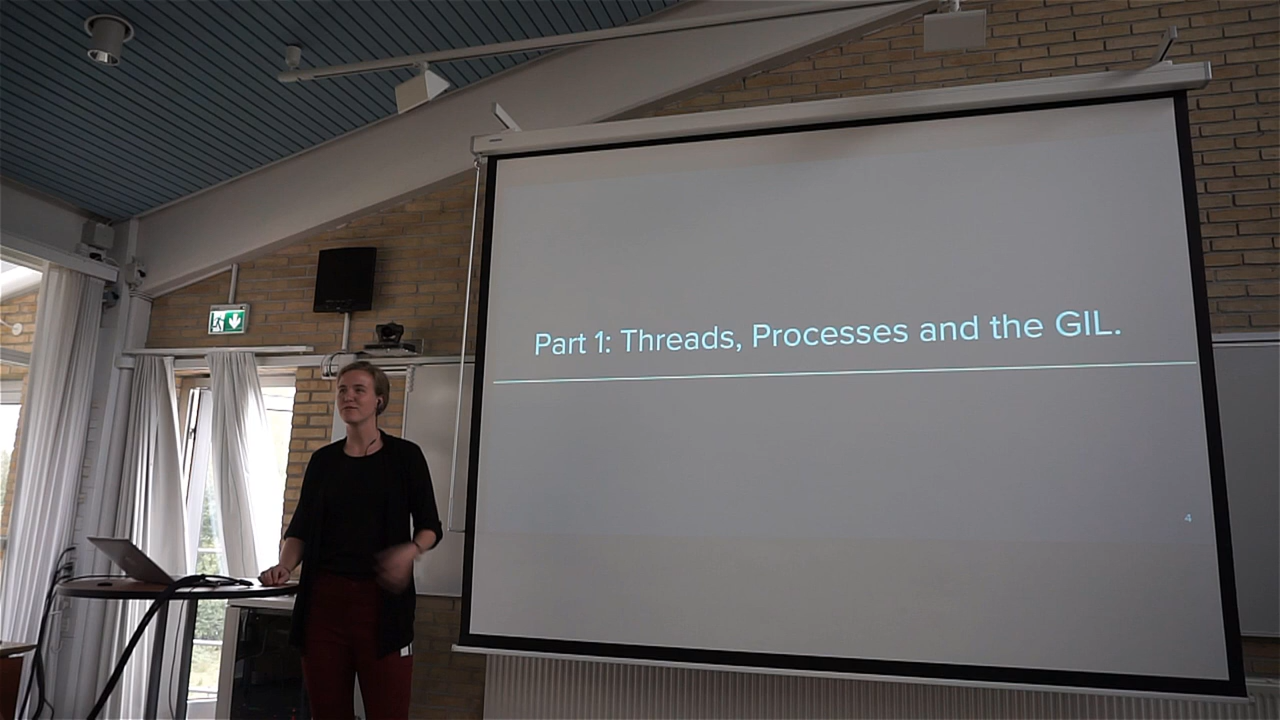 Part 1: Threads, Processes and the GIL.
4